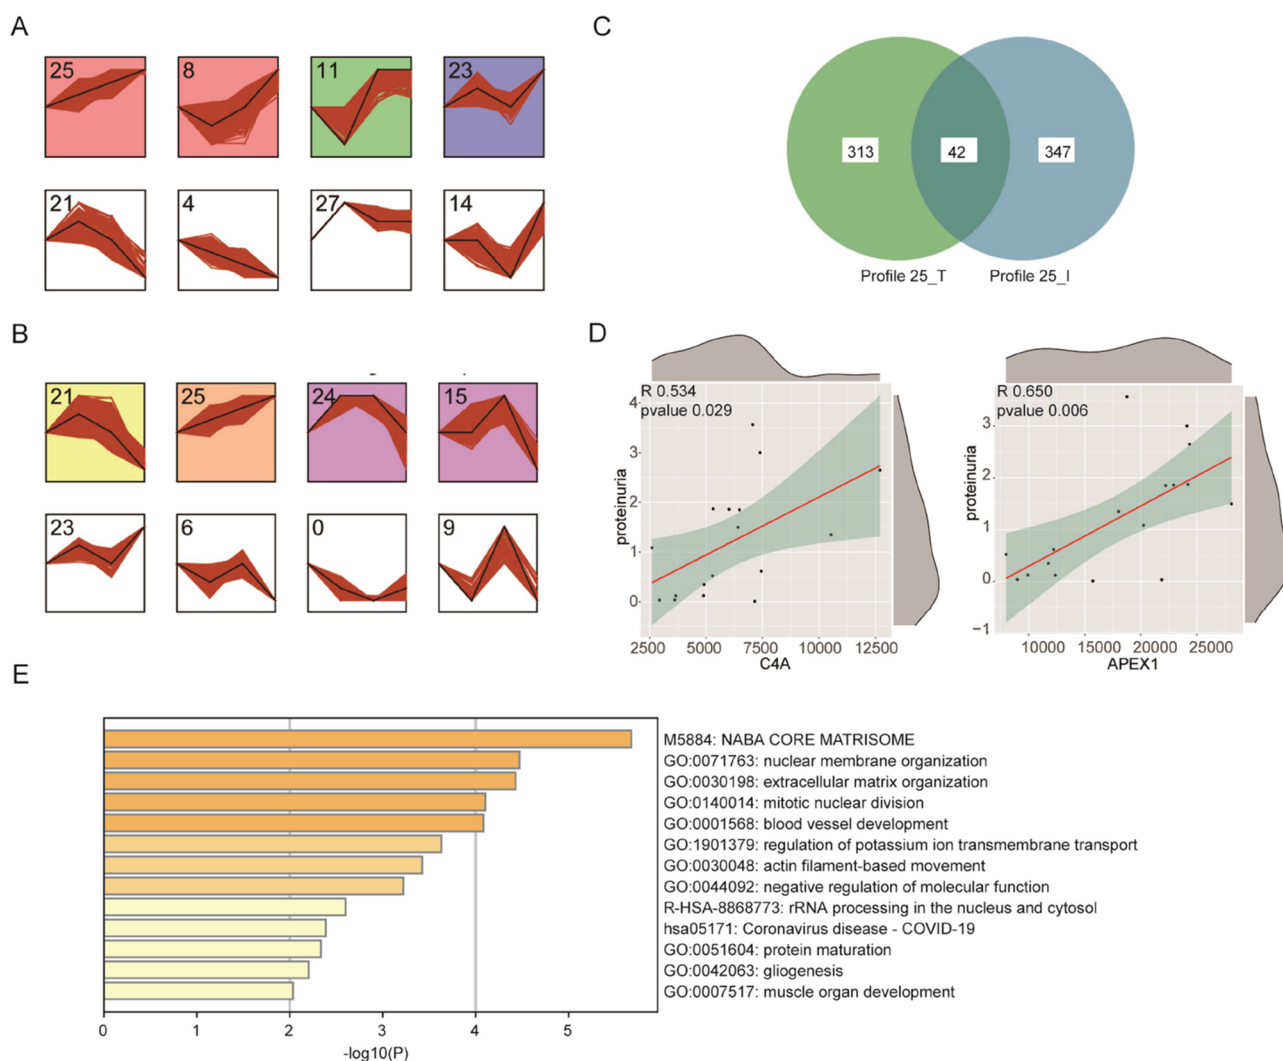 A
25
8
11
23
21
4
27
14
B
21
25
24
15
23
6
0
9
C
313
42
347
Profile 25_T
Profile 25_I
D
R 0.534
pvalue 0.029
proteinuria
4
3
2
1
0
2500
5000
7500
10000
12500
C4A
R 0.650
pvalue 0.006
proteinuria
3
2
1
0
−1
10000
15000
20000
25000
APEX1
E
M5884: NABA CORE MATRISOME
GO:0071763: nuclear membrane organization
GO:0030198: extracellular matrix organization
GO:0140014: mitotic nuclear division
GO:0001568: blood vessel development
GO:1901379: regulation of potassium ion transmembrane transport
GO:0030048: actin filament-based movement
GO:0044092: negative regulation of molecular function
R-HSA-8868773: rRNA processing in the nucleus and cytosol
hsa05171: Coronavirus disease - COVID-19
GO:0051604: protein maturation
GO:0042063: gliogenesis
GO:0007517: muscle organ development
0
1
2
3
4
5
-log10(P)